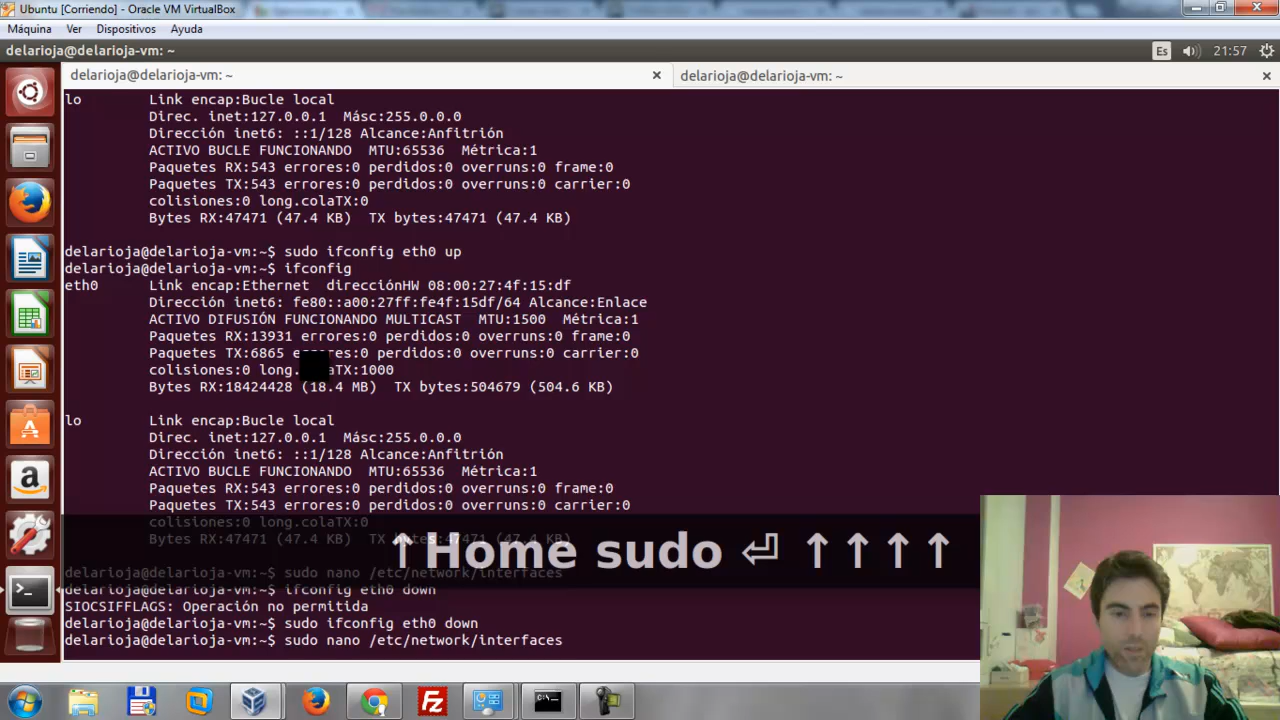 Ubuntu [Corriendo] - Oracle VM VirtualBox
Máquina Ver Dispositivos Ayuda
delarioja@delarioja-vm: ~
Es 21:57
delarioja@delarioja-vm: ~ × delarioja@delarioja-vm: ~ ×
lo Link encap:Bucle local
Direc. inet:127.0.0.1 Másc:255.0.0.0
Dirección inet6: ::1/128 Alcance:Anfitrión
ACTIVO BUCLE FUNCIONANDO MTU:65536 Métrica:1
Paquetes RX:543 errores:0 perdidos:0 overruns:0 frame:0
Paquetes TX:543 errores:0 perdidos:0 overruns:0 carrier:0
colisiones:0 long.colaTX:0
Bytes RX:47471 (47.4 KB) TX bytes:47471 (47.4 KB)
delarioja@delarioja-vm:~$ sudo ifconfig eth0 up
delarioja@delarioja-vm:~$ ifconfig
eth0 Link encap:Ethernet direcciónHW 08:00:27:4f:15:df
Dirección inet6: fe80::a00:27ff:fe4f:15df/64 Alcance:Enlace
ACTIVO DIFUSIÓN FUNCIONANDO MULTICAST MTU:1500 Métrica:1
Paquetes RX:13931 errores:0 perdidos:0 overruns:0 frame:0
Paquetes TX:6865 errores:0 perdidos:0 overruns:0 carrier:0
colisiones:0 long. aTX:1000
Bytes RX:18424428 (18.4 MB) TX bytes:504679 (504.6 KB)
lo Link encap:Bucle local
Direc. inet:127.0.0.1 Másc:255.0.0.0
Dirección inet6: ::1/128 Alcance:Anfitrión
ACTIVO BUCLE FUNCIONANDO MTU:65536 Métrica:1
Paquetes RX:543 errores:0 perdidos:0 overruns:0 frame:0
Paquetes TX:543 errores:0 perdidos:0 overruns:0 carrier:0
colisiones:0 long.colaTX:0
Bytes RX:47471 (47.4 KB) TX bytes:47471 (47.4 KB)
↑Home sudo ⏎ ↑↑↑↑
delarioja@delarioja-vm:~$ sudo nano /etc/network/interfaces
delarioja@delarioja-vm:~$ ifconfig eth0 down
SIOCSIFFLAGS: Operación no permitida
delarioja@delarioja-vm:~$ sudo ifconfig eth0 down
delarioja@delarioja-vm:~$ sudo nano /etc/network/interfaces